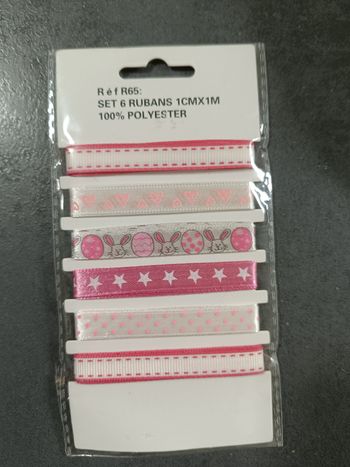 Réf R65:
SET 6 RUBANS 1CMX1M
100% POLYESTER